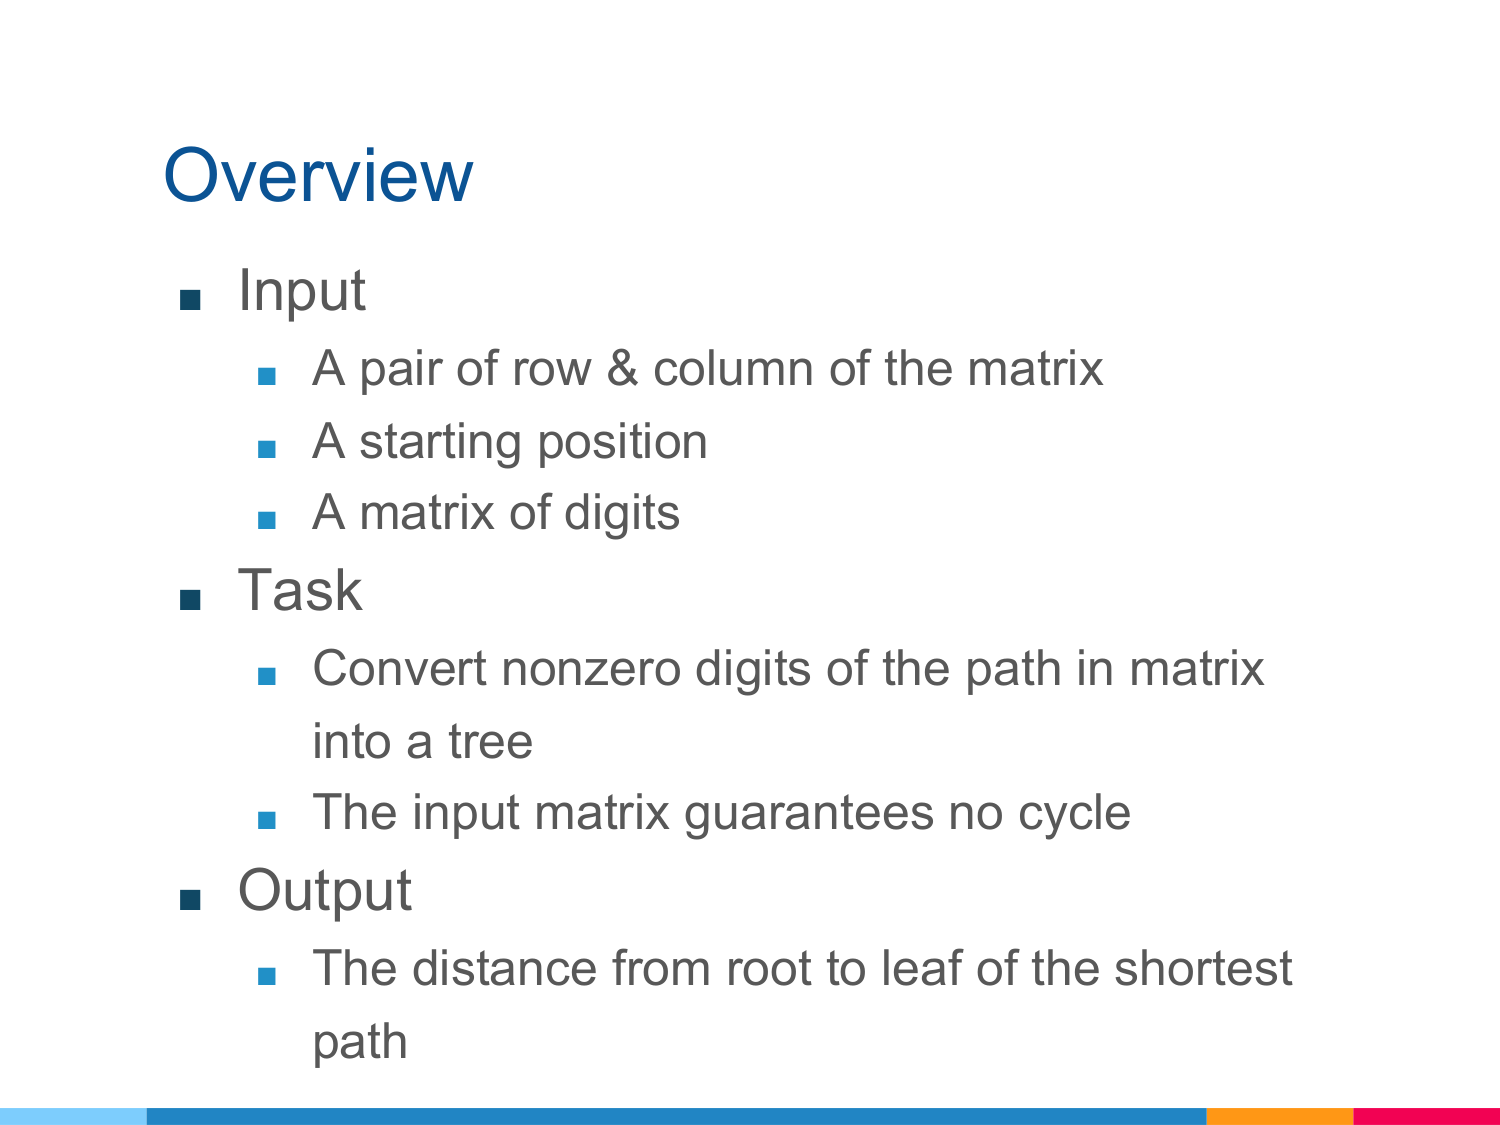 Overview
■ Input
■ A pair of row & column of the matrix
■ A starting position
■ A matrix of digits
■ Task
■ Convert nonzero digits of the path in matrix
into a tree
■ The input matrix guarantees no cycle
■ Output
■ The distance from root to leaf of the shortest
path